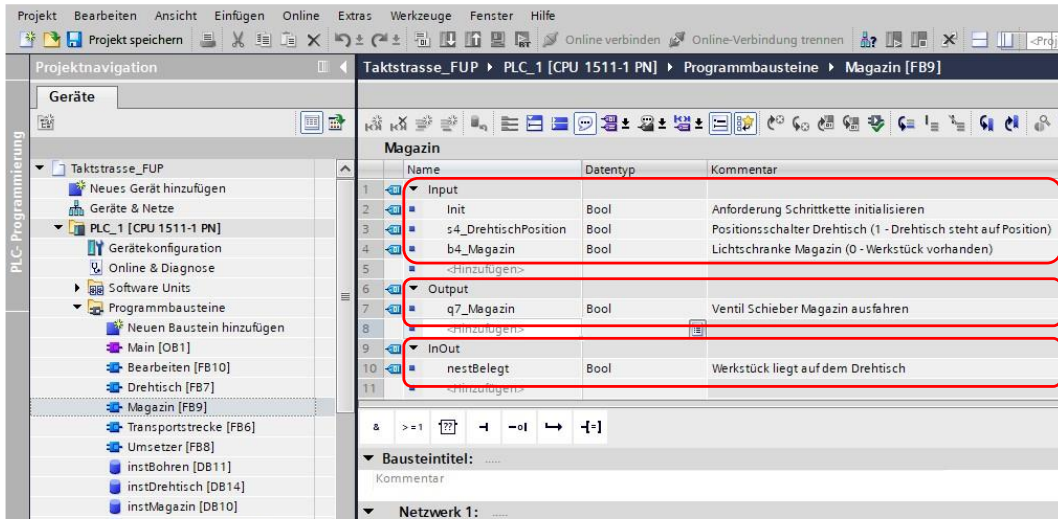 Projekt Bearbeiten Ansicht Einfügen Online Extras Werkzeuge Fenster Hilfe
Projekt speichern Online verbinden Online-Verbindung trennen
Projektnavigation
Taktstrasse_FUP PLC_1 [CPU 1511-1 PN] Programmbausteine Magazin [FB9]
Geräte
PLC-Programmierung
Taktstrasse_FUP
Neues Gerät hinzufügen
Geräte & Netze
PLC_1 [CPU 1511-1 PN]
Gerätekonfiguration
Online & Diagnose
Software Units
Programmbausteine
Neuen Baustein hinzufügen
Main [OB1]
Bearbeiten [FB10]
Drehtisch [FB7]
Magazin [FB9]
Transportstrecke [FB6]
Umsetzer [FB8]
instBohren [DB11]
instDrehtisch [DB14]
instMagazin [DB10]
Magazin
Name Datentyp Kommentar
1 Input
2 Init Bool Anforderung Schrittkette initialisieren
3 s4_DrehtischPosition Bool Positionsschalter Drehtisch (1 - Drehtisch steht auf Position)
4 b4_Magazin Bool Lichtschranke Magazin (0 - Werkstück vorhanden)
5 <Hinzufügen>
6 Output
7 q7_Magazin Bool Ventil Schieber Magazin ausfahren
8 <Hinzufügen>
9 InOut
10 nestBelegt Bool Werkstück liegt auf dem Drehtisch
11 <Hinzufügen>
& >=1 ?? -o| -[=]
Bausteintitel: .....
Kommentar
Netzwerk 1: .....